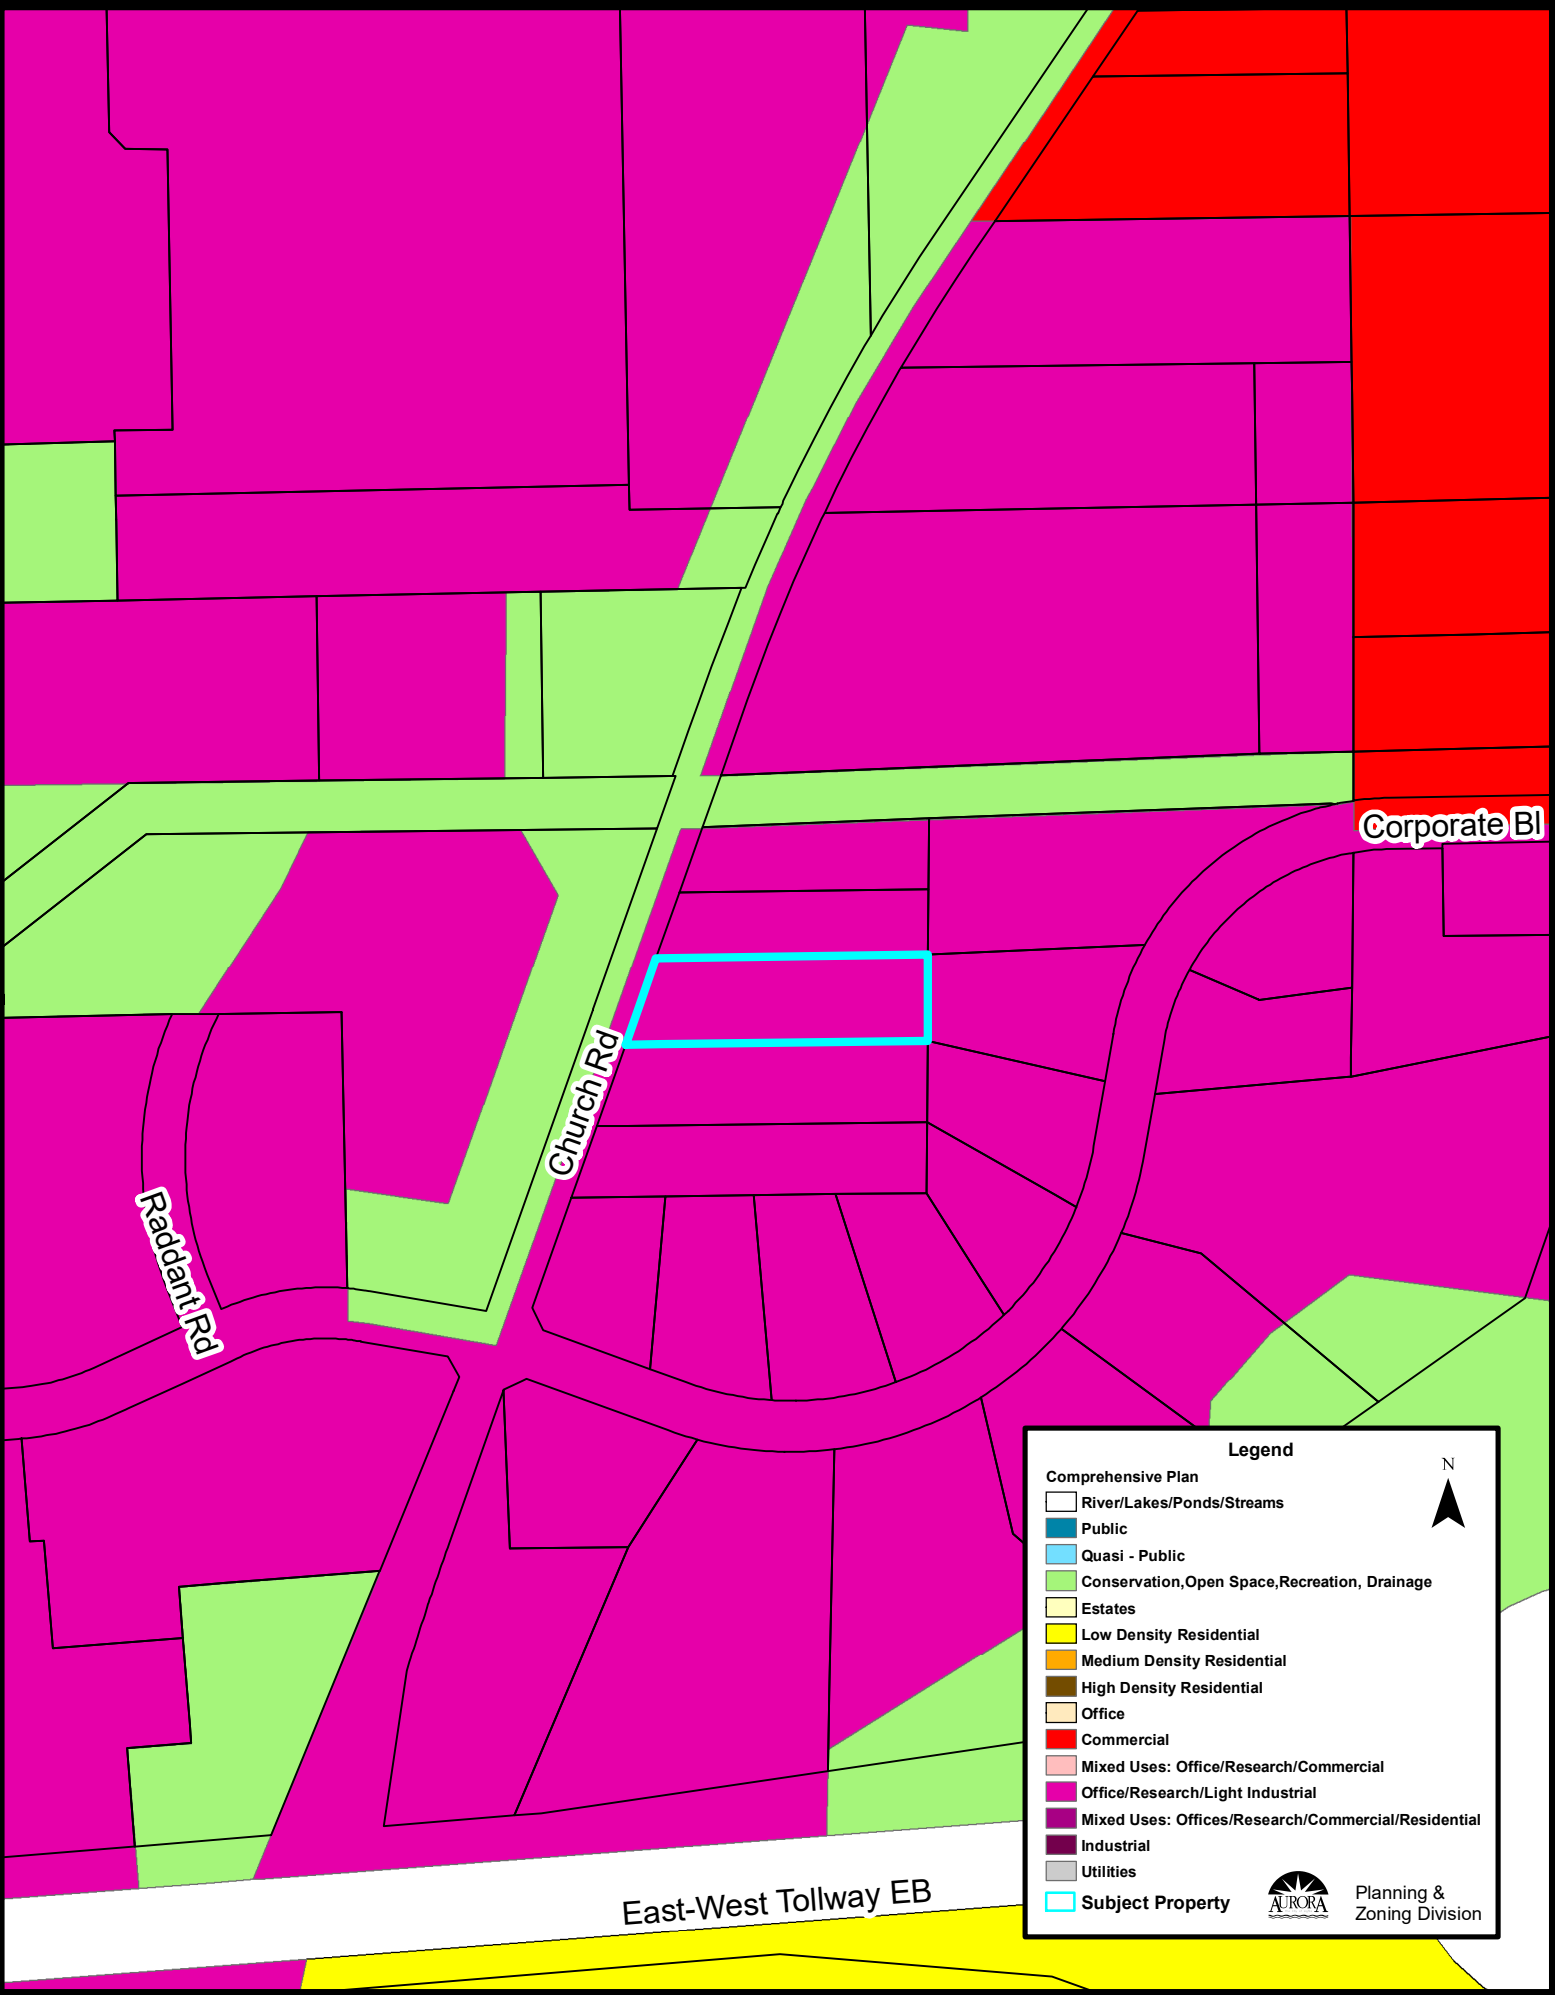 Corporate Bl
Church Rd
Raddant Rd
East-West Tollway EB
Legend
Comprehensive Plan
N
River/Lakes/Ponds/Streams
Public
Quasi - Public
Conservation,Open Space,Recreation, Drainage
Estates
Low Density Residential
Medium Density Residential
High Density Residential
Office
Commercial
Mixed Uses: Office/Research/Commercial
Office/Research/Light Industrial
Mixed Uses: Offices/Research/Commercial/Residential
Industrial
Utilities
Subject Property
AURORA
Planning &
Zoning Division